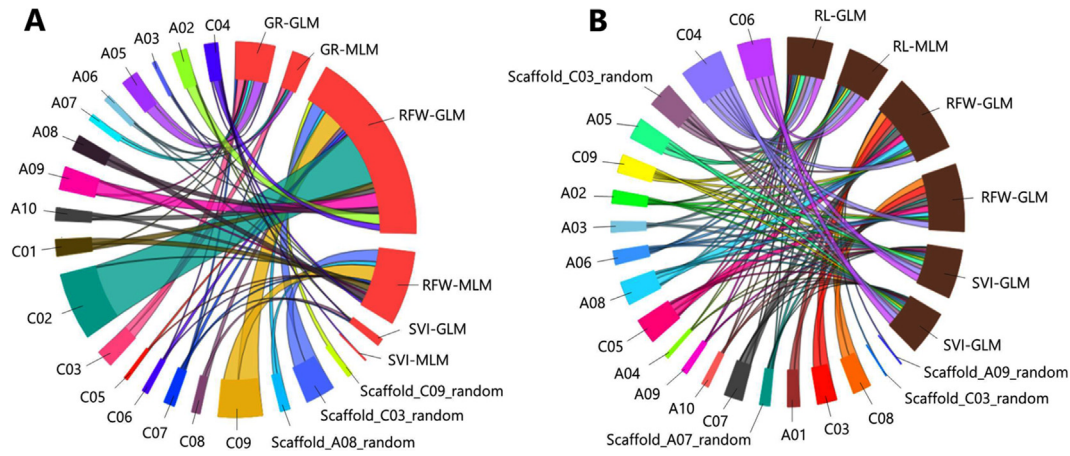 A
C04
GR-GLM
A02
A03
GR-MLM
A05
A06
A07
RFW-GLM
A08
A09
A10
C01
C02
RFW-MLM
C03
SVI-GLM
SVI-MLM
C05
C06
C07
C08
C09
Scaffold_C09_random
Scaffold_C03_random
Scaffold_A08_random
B
C06
RL-GLM
C04
RL-MLM
Scaffold_C03_random
RFW-GLM
A05
C09
A02
RFW-GLM
A03
A06
A08
SVI-GLM
C05
SVI-GLM
A04
Scaffold_A09_random
A09
Scaffold_C03_random
A10
C07
C08
Scaffold_A07_random
A01
C03